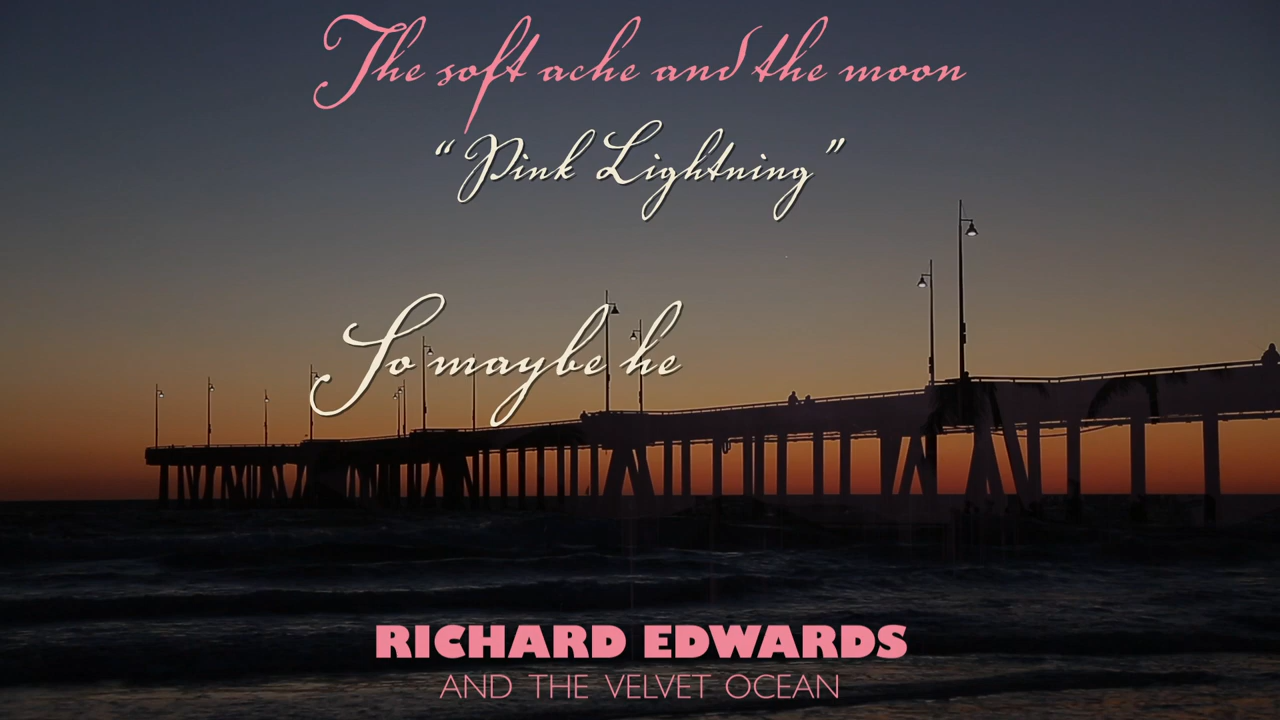 The soft ache and the moon
“Pink Lightning”
So maybe he
RICHARD EDWARDS
AND THE VELVET OCEAN